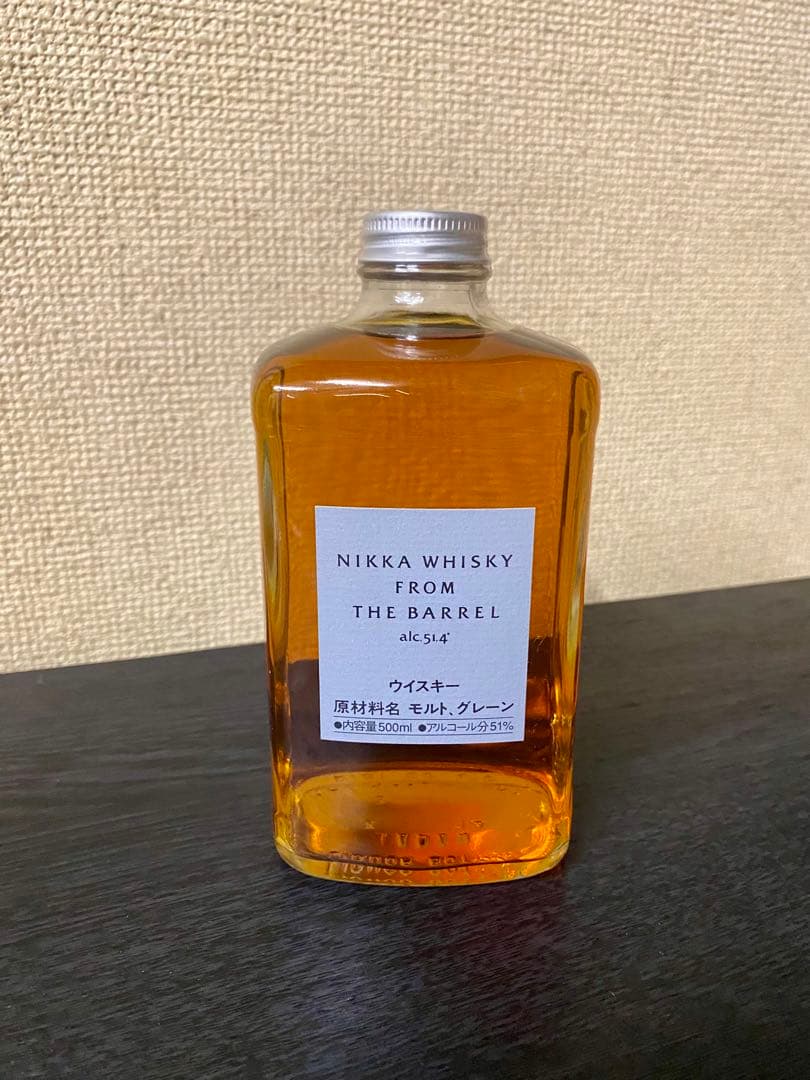 NIKKA WHISKY
FROM
THE BARREL
alc.51.4°
ウイスキー
原材料名 モルト、グレーン
●内容量500ml ●アルコール分51%